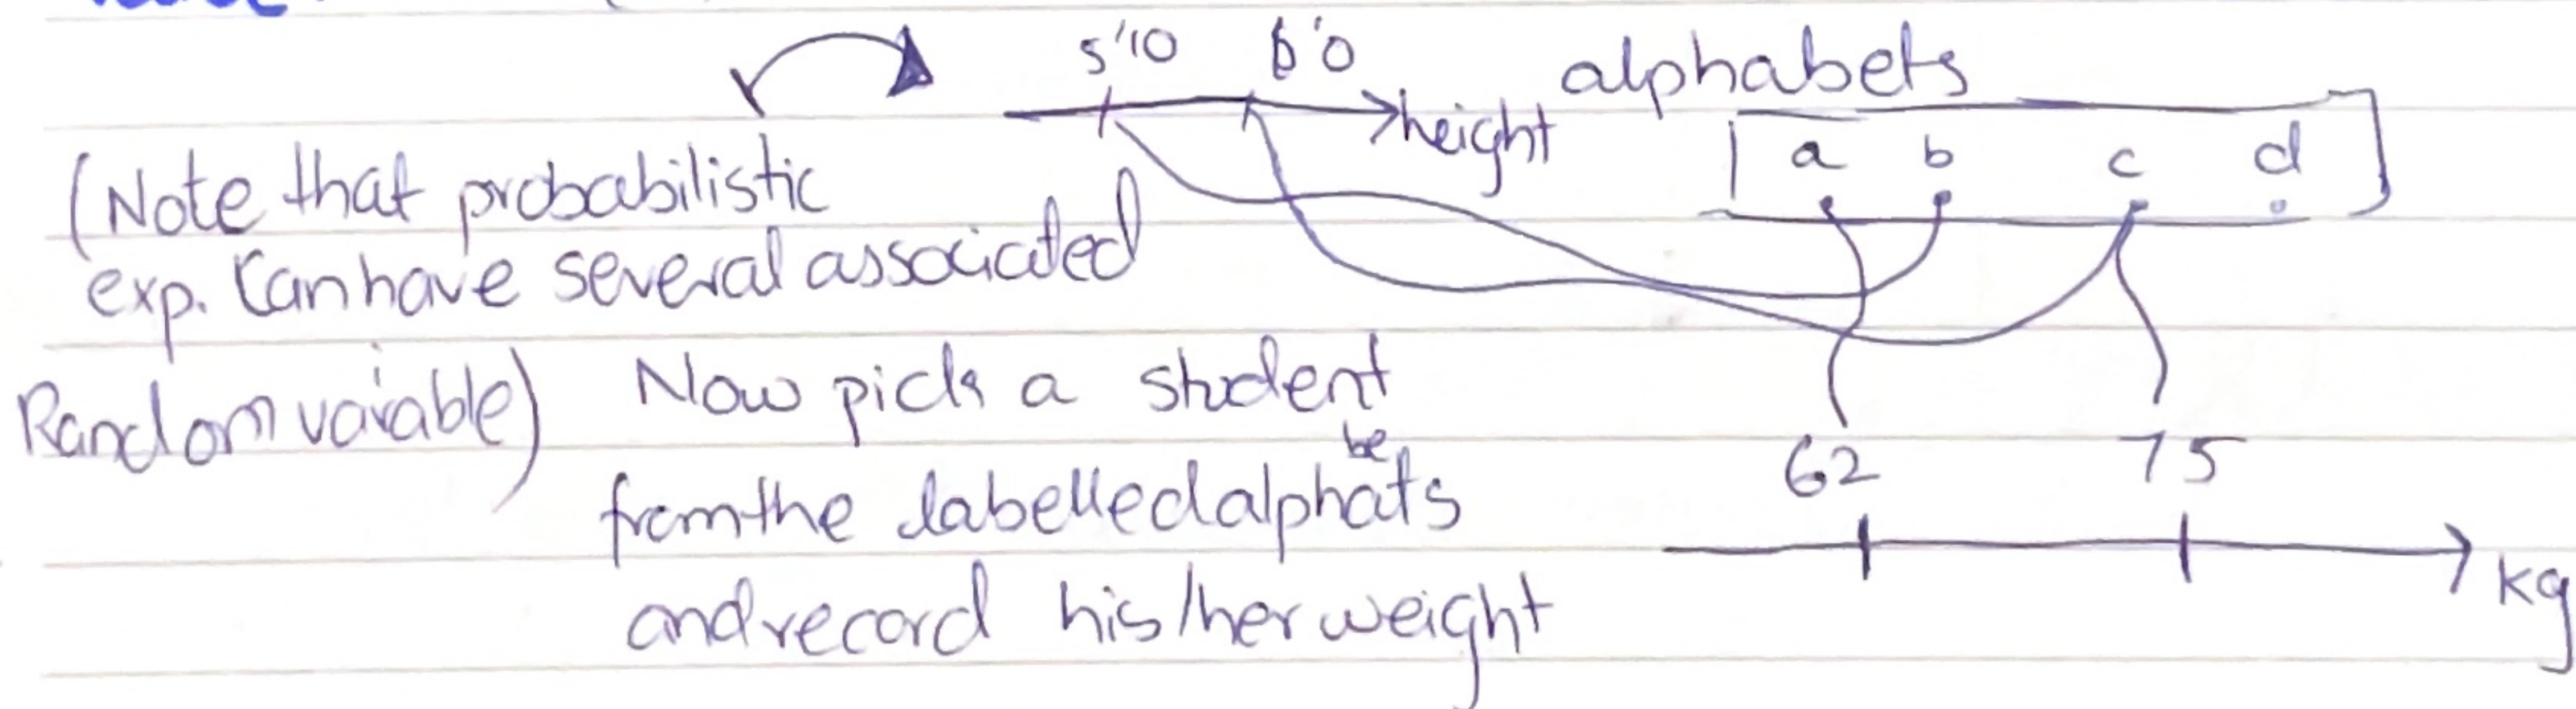 5'10 6'0 alphabets
height
a b c d
(Note that probabilistic
exp. Can have several associated
Random variable) Now pick a student
from the labelled alphabets
and record his/her weight
62 75
kg